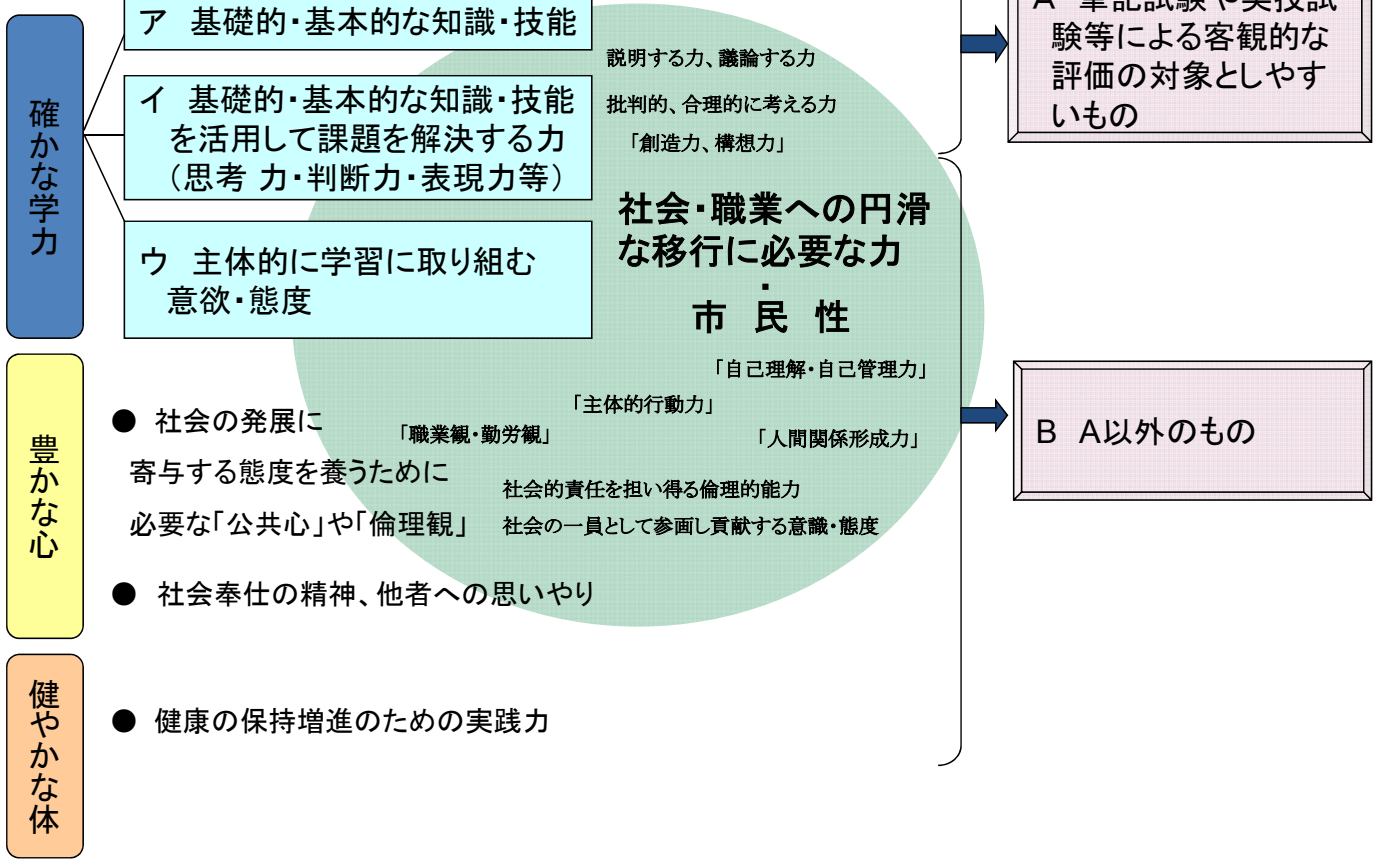 確かな学力
ア 基礎的・基本的な知識・技能
イ 基礎的・基本的な知識・技能
を活用して課題を解決する力
(思考 力・判断力・表現力等)
ウ 主体的に学習に取り組む
意欲・態度
説明する力、議論する力
批判的、合理的に考える力
「創造力、構想力」
社会・職業への円滑
な移行に必要な力
・
市 民 性
「自己理解・自己管理力」
「主体的行動力」
「職業観・勤労観」
「人間関係形成力」
社会的責任を担い得る倫理的能力
社会の一員として参画し貢献する意識・態度
豊かな心
● 社会の発展に
寄与する態度を養うために
必要な「公共心」や「倫理観」
● 社会奉仕の精神、他者への思いやり
健やかな体
● 健康の保持増進のための実践力
A 筆記試験や実技試
験等による客観的な
評価の対象としやす
いもの
B A以外のもの